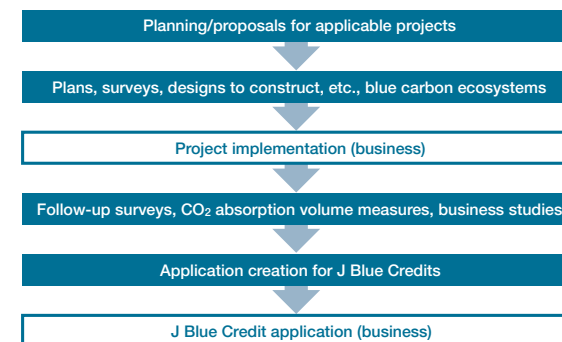 Planning/proposals for applicable projects
Plans, surveys, designs to construct, etc., blue carbon ecosystems
Project implementation (business)
Follow-up surveys, CO₂ absorption volume measures, business studies
Application creation for J Blue Credits
J Blue Credit application (business)